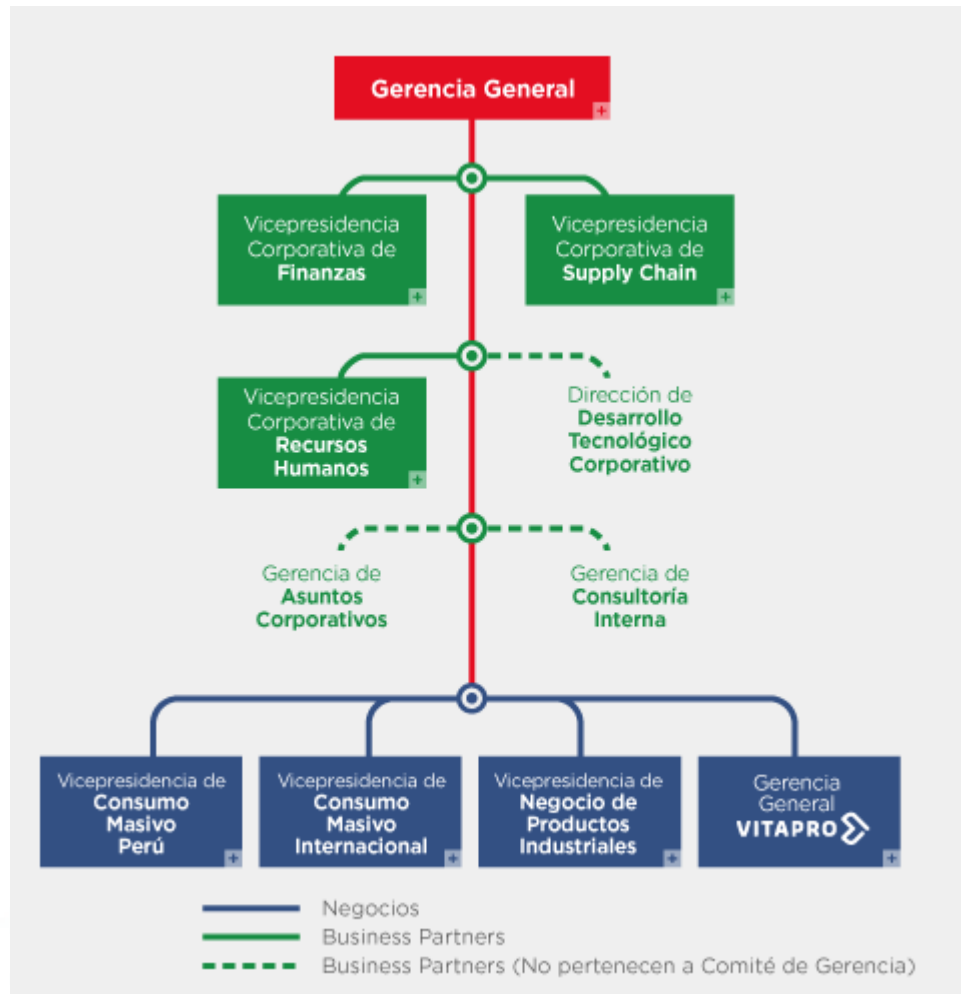 Gerencia General
Vicepresidencia
Corporativa de
Finanzas
Vicepresidencia
Corporativa de
Supply Chain
Vicepresidencia
Corporativa de
Recursos
Humanos
Dirección de
Desarrollo
Tecnológico
Corporativo
Gerencia de
Asuntos
Corporativos
Gerencia de
Consultoría
Interna
Vicepresidencia de
Consumo
Masivo
Perú
Vicepresidencia de
Consumo
Masivo
Internacional
Vicepresidencia de
Negocio de
Productos
Industriales
Gerencia
General
VITAPRO
Negocios
Business Partners
Business Partners (No pertenecen a Comité de Gerencia)